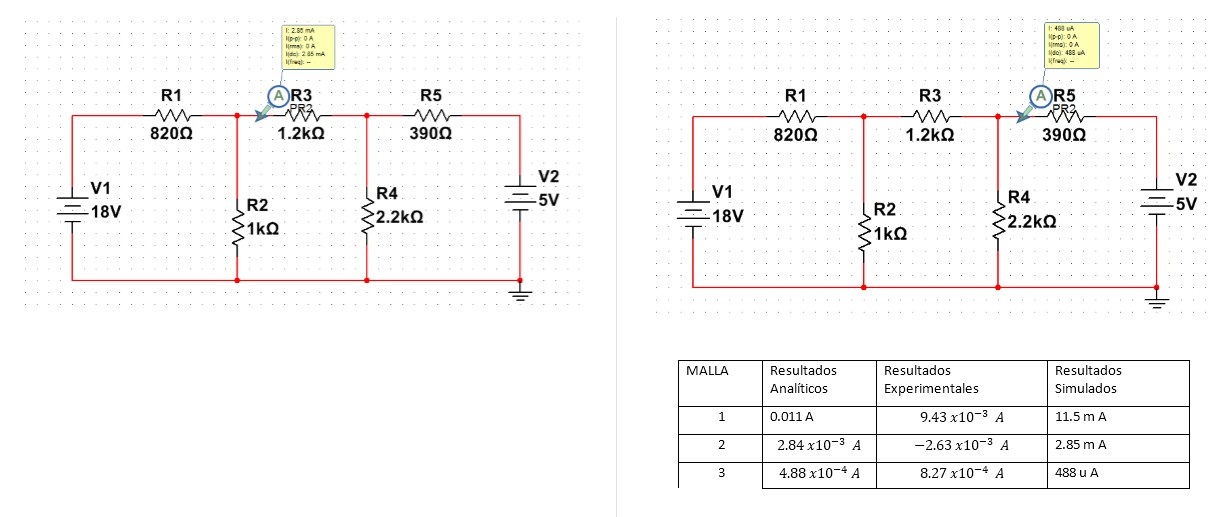 I: 2.85 mA
I(p-p): 0 A
I(rms): 0 A
I(dc): 2.85 mA
I(freq): --
A
R1
R3
PR2
R5
820Ω
1.2kΩ
390Ω
V1
18V
R2
1kΩ
R4
2.2kΩ
V2
5V
I: 488 uA
I(p-p): 0 A
I(rms): 0 A
I(dc): 488 uA
I(freq): --
R1
R3
A
R5
PR2
820Ω
1.2kΩ
390Ω
V1
18V
R2
1kΩ
R4
2.2kΩ
V2
5V
MALLA Resultados Analíticos Resultados Experimentales Resultados Simulados
1 0.011 A 9.43 x10⁻³ A 11.5 m A
2 2.84 x10⁻³ A −2.63 x10⁻³ A 2.85 m A
3 4.88 x10⁻⁴ A 8.27 x10⁻⁴ A 488 u A